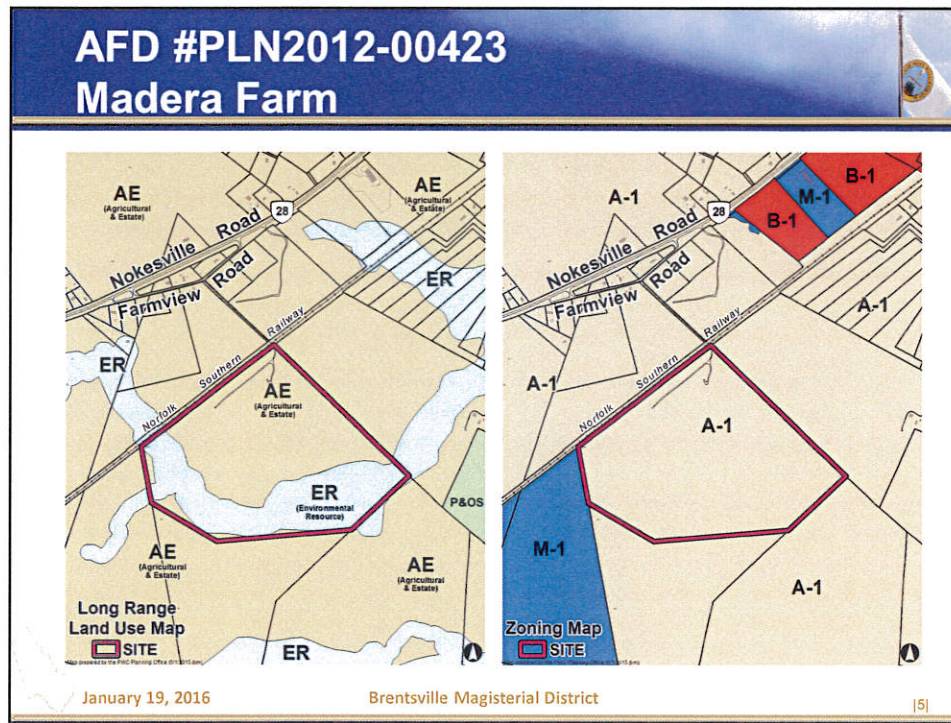 AFD #PLN2012-00423
Madera Farm
AE
(Agricultural
& Estate)
AE
(Agricultural
& Estate)
28
Nokesville Road
Farmview Road
ER
ER
Norfolk Southern Railway
AE
(Agricultural
& Estate)
ER
(Environmental
Resource)
P&OS
AE
(Agricultural
& Estate)
AE
(Agricultural
& Estate)
Long Range
Land Use Map
SITE
ER
A-1
B-1
M-1
B-1
28
Nokesville Road
Farmview Road
A-1
Norfolk Southern Railway
A-1
A-1
M-1
A-1
Zoning Map
SITE
January 19, 2016
Brentsville Magisterial District
|5|